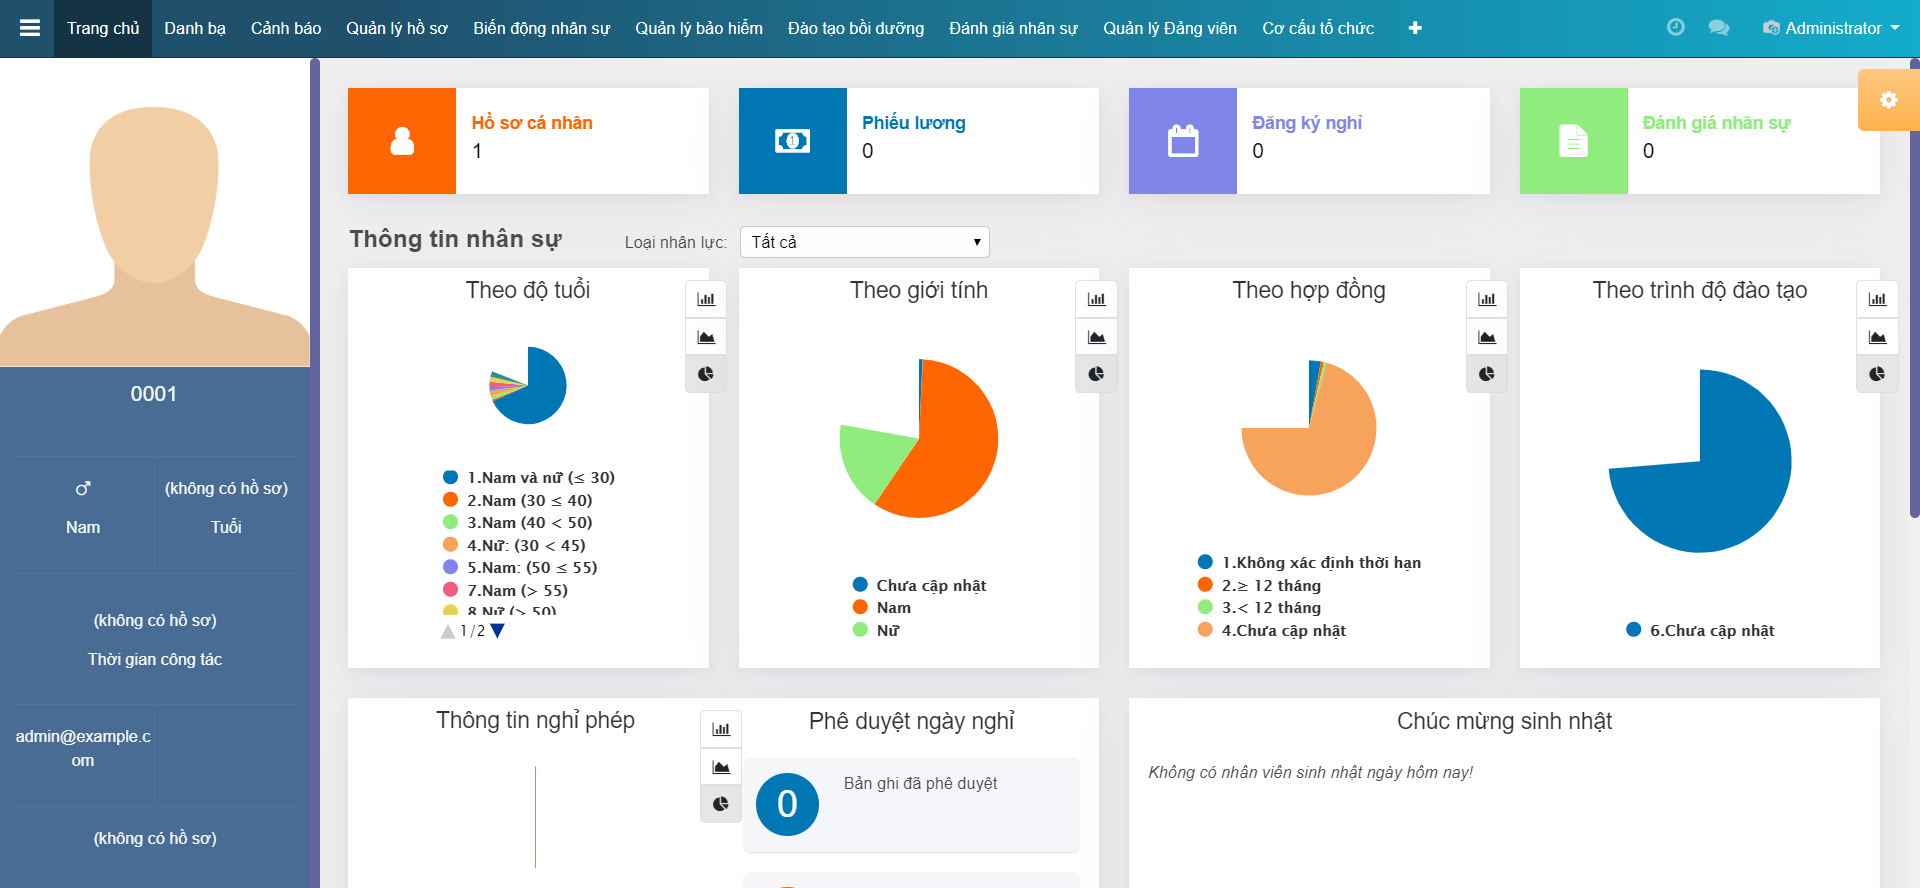 Trang chủ Danh bạ Cảnh báo Quản lý hồ sơ Biến động nhân sự Quản lý bảo hiểm Đào tạo bồi dưỡng Đánh giá nhân sự Quản lý Đảng viên Cơ cấu tổ chức Administrator
0001
Nam
(không có hồ sơ)
Tuổi
(không có hồ sơ)
Thời gian công tác
admin@example.c
om
(không có hồ sơ)
Hồ sơ cá nhân
1
Phiếu lương
0
Đăng ký nghỉ
0
Đánh giá nhân sự
0
Thông tin nhân sự
Loại nhân lực: Tất cả
Theo độ tuổi
1.Nam và nữ (≤ 30)
2.Nam (30 ≤ 40)
3.Nam (40 < 50)
4.Nữ: (30 < 45)
5.Nam: (50 ≤ 55)
7.Nam (> 55)
8.Nữ (> 50)
1/2
Theo giới tính
Chưa cập nhật
Nam
Nữ
Theo hợp đồng
1.Không xác định thời hạn
2.≥ 12 tháng
3.< 12 tháng
4.Chưa cập nhật
Theo trình độ đào tạo
6.Chưa cập nhật
Thông tin nghỉ phép
Phê duyệt ngày nghỉ
0
Bản ghi đã phê duyệt
Chúc mừng sinh nhật
Không có nhân viên sinh nhật ngày hôm nay!